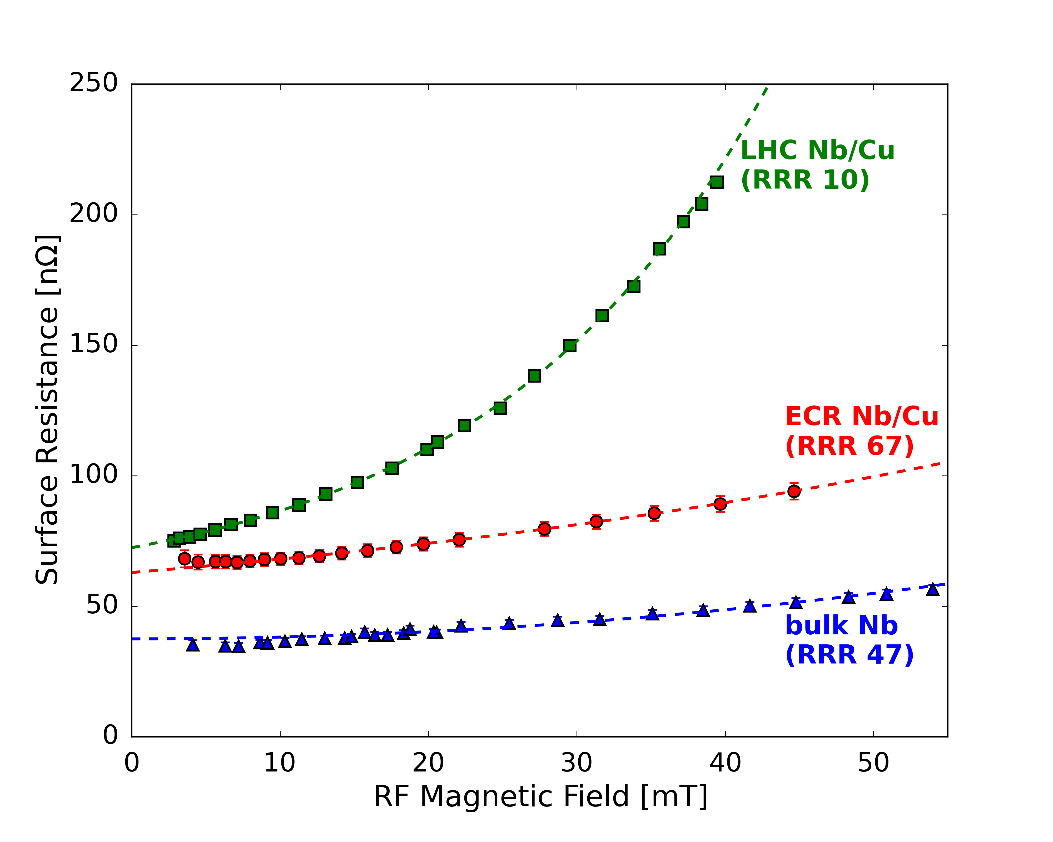 250
200
150
100
50
0
Surface Resistance [nΩ]
LHC Nb/Cu
(RRR 10)
ECR Nb/Cu
(RRR 67)
bulk Nb
(RRR 47)
0 10 20 30 40 50
RF Magnetic Field [mT]